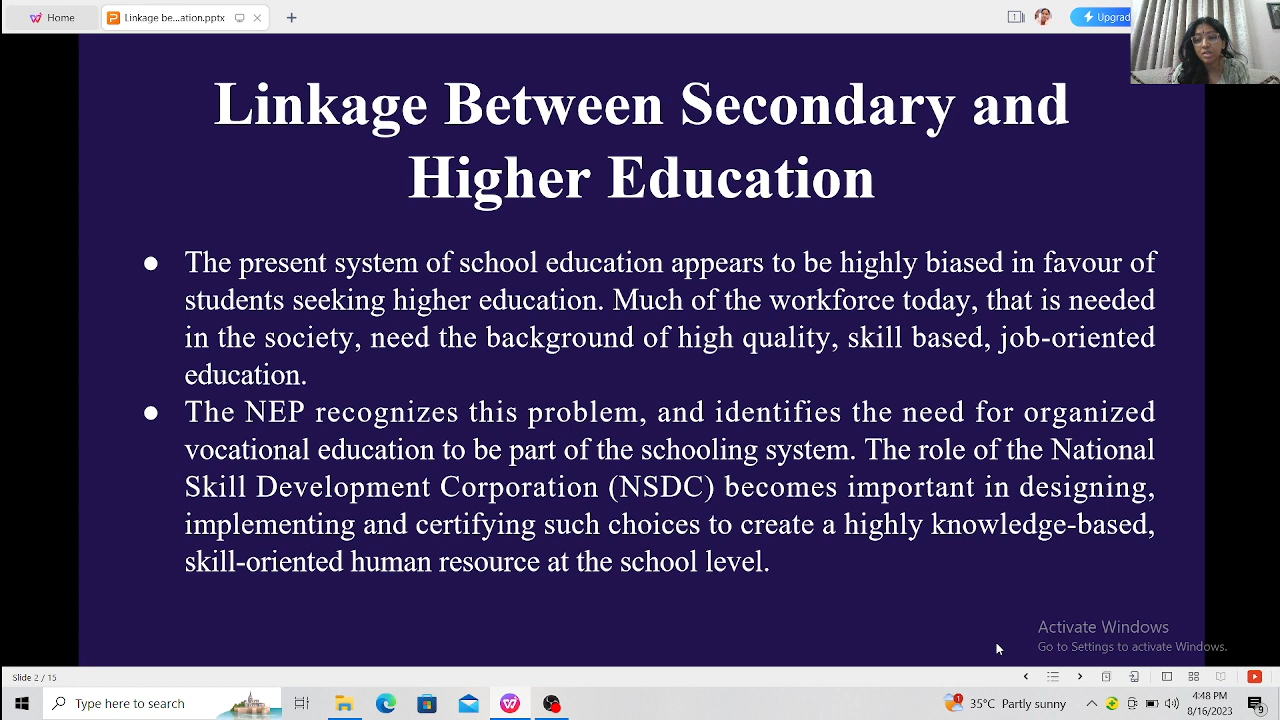 Home
Linkage be...ation.pptx
1
Upgrad
Linkage Between Secondary and
Higher Education
● The present system of school education appears to be highly biased in favour of
students seeking higher education. Much of the workforce today, that is needed
in the society, need the background of high quality, skill based, job-oriented
education.
● The NEP recognizes this problem, and identifies the need for organized
vocational education to be part of the schooling system. The role of the National
Skill Development Corporation (NSDC) becomes important in designing,
implementing and certifying such choices to create a highly knowledge-based,
skill-oriented human resource at the school level.
Activate Windows
Go to Settings to activate Windows.
Slide 2 / 15
Type here to search
1
35°C Partly sunny
4:48 PM
8/16/2023
9